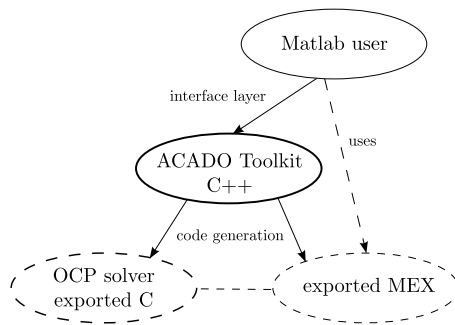 Matlab user
interface layer
uses
ACADO Toolkit
C++
code generation
OCP solver
exported C
exported MEX